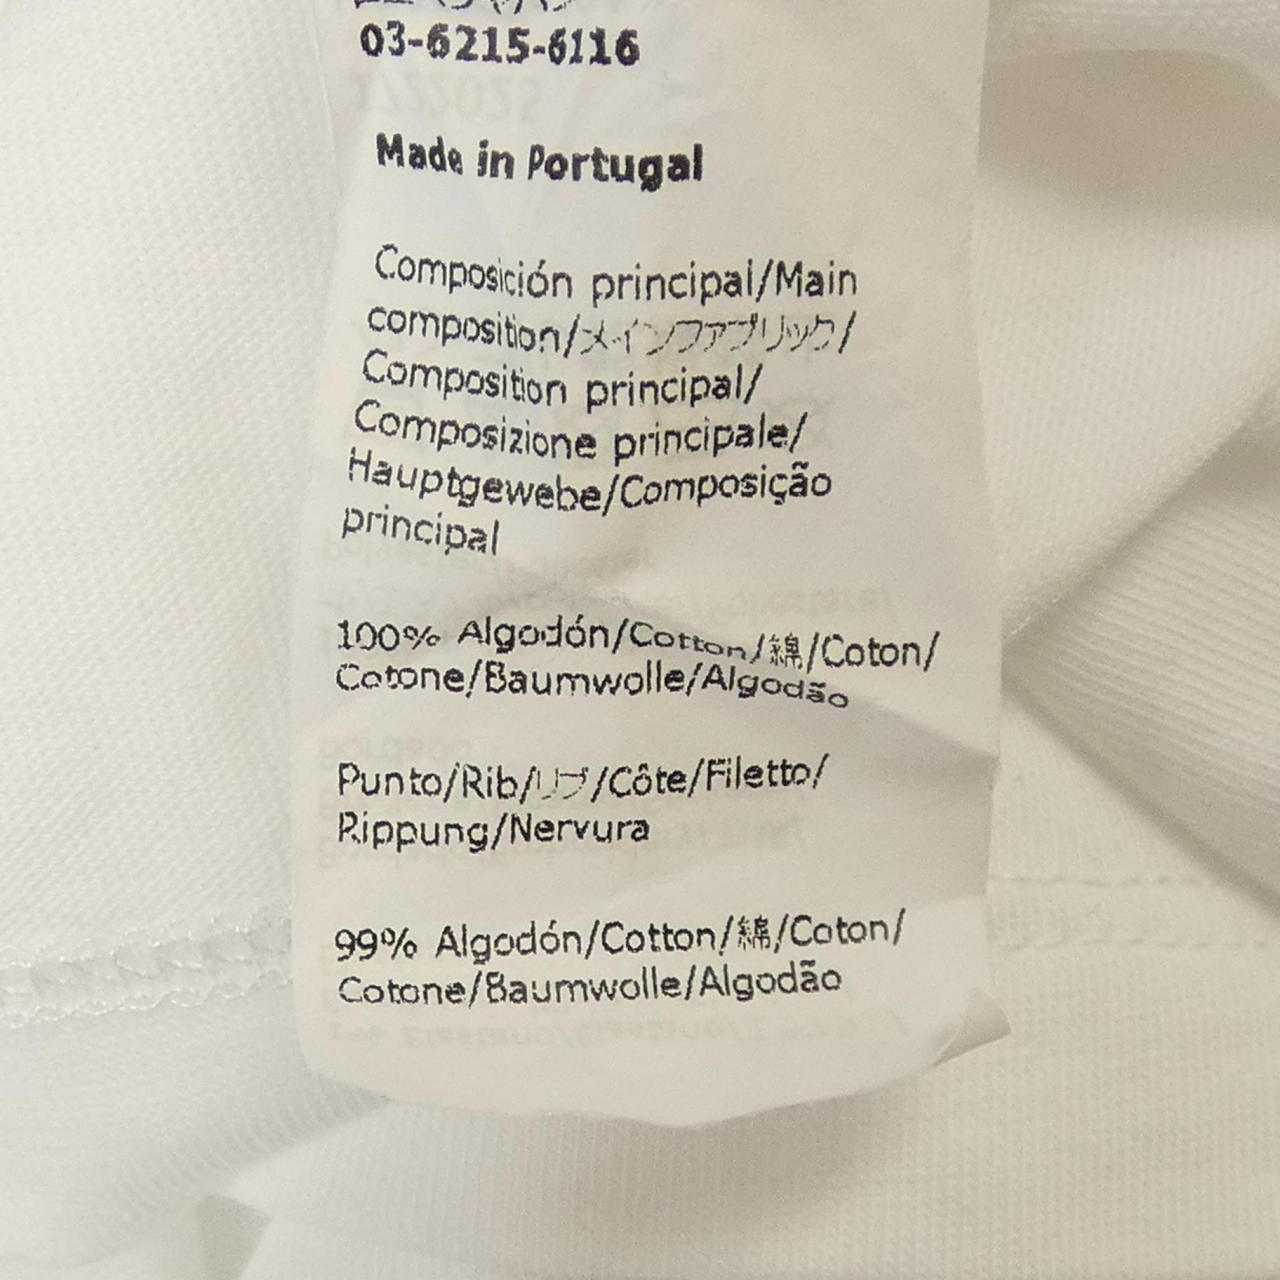 03-6215-6116
Made in Portugal
Composición principal/Main
composition/メインファブリック/
Composition principal/
Composizione principale/
Hauptgewebe/Composição
principal
100% Algodón/Cotton/綿/Coton/
Cotone/Baumwolle/Algodão
Punto/Rib/リブ/Côte/Filetto/
Rippung/Nervura
99% Algodón/Cotton/綿/Coton/
Cotone/Baumwolle/Algodão